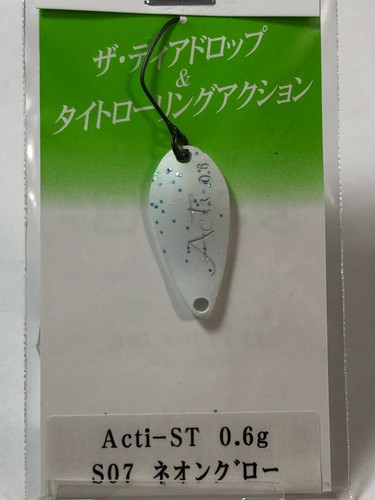 ザ・ティアドロップ
&
タイトローリングアクション
Acti-0.6
Acti-ST 0.6g
S07 ネオングロー